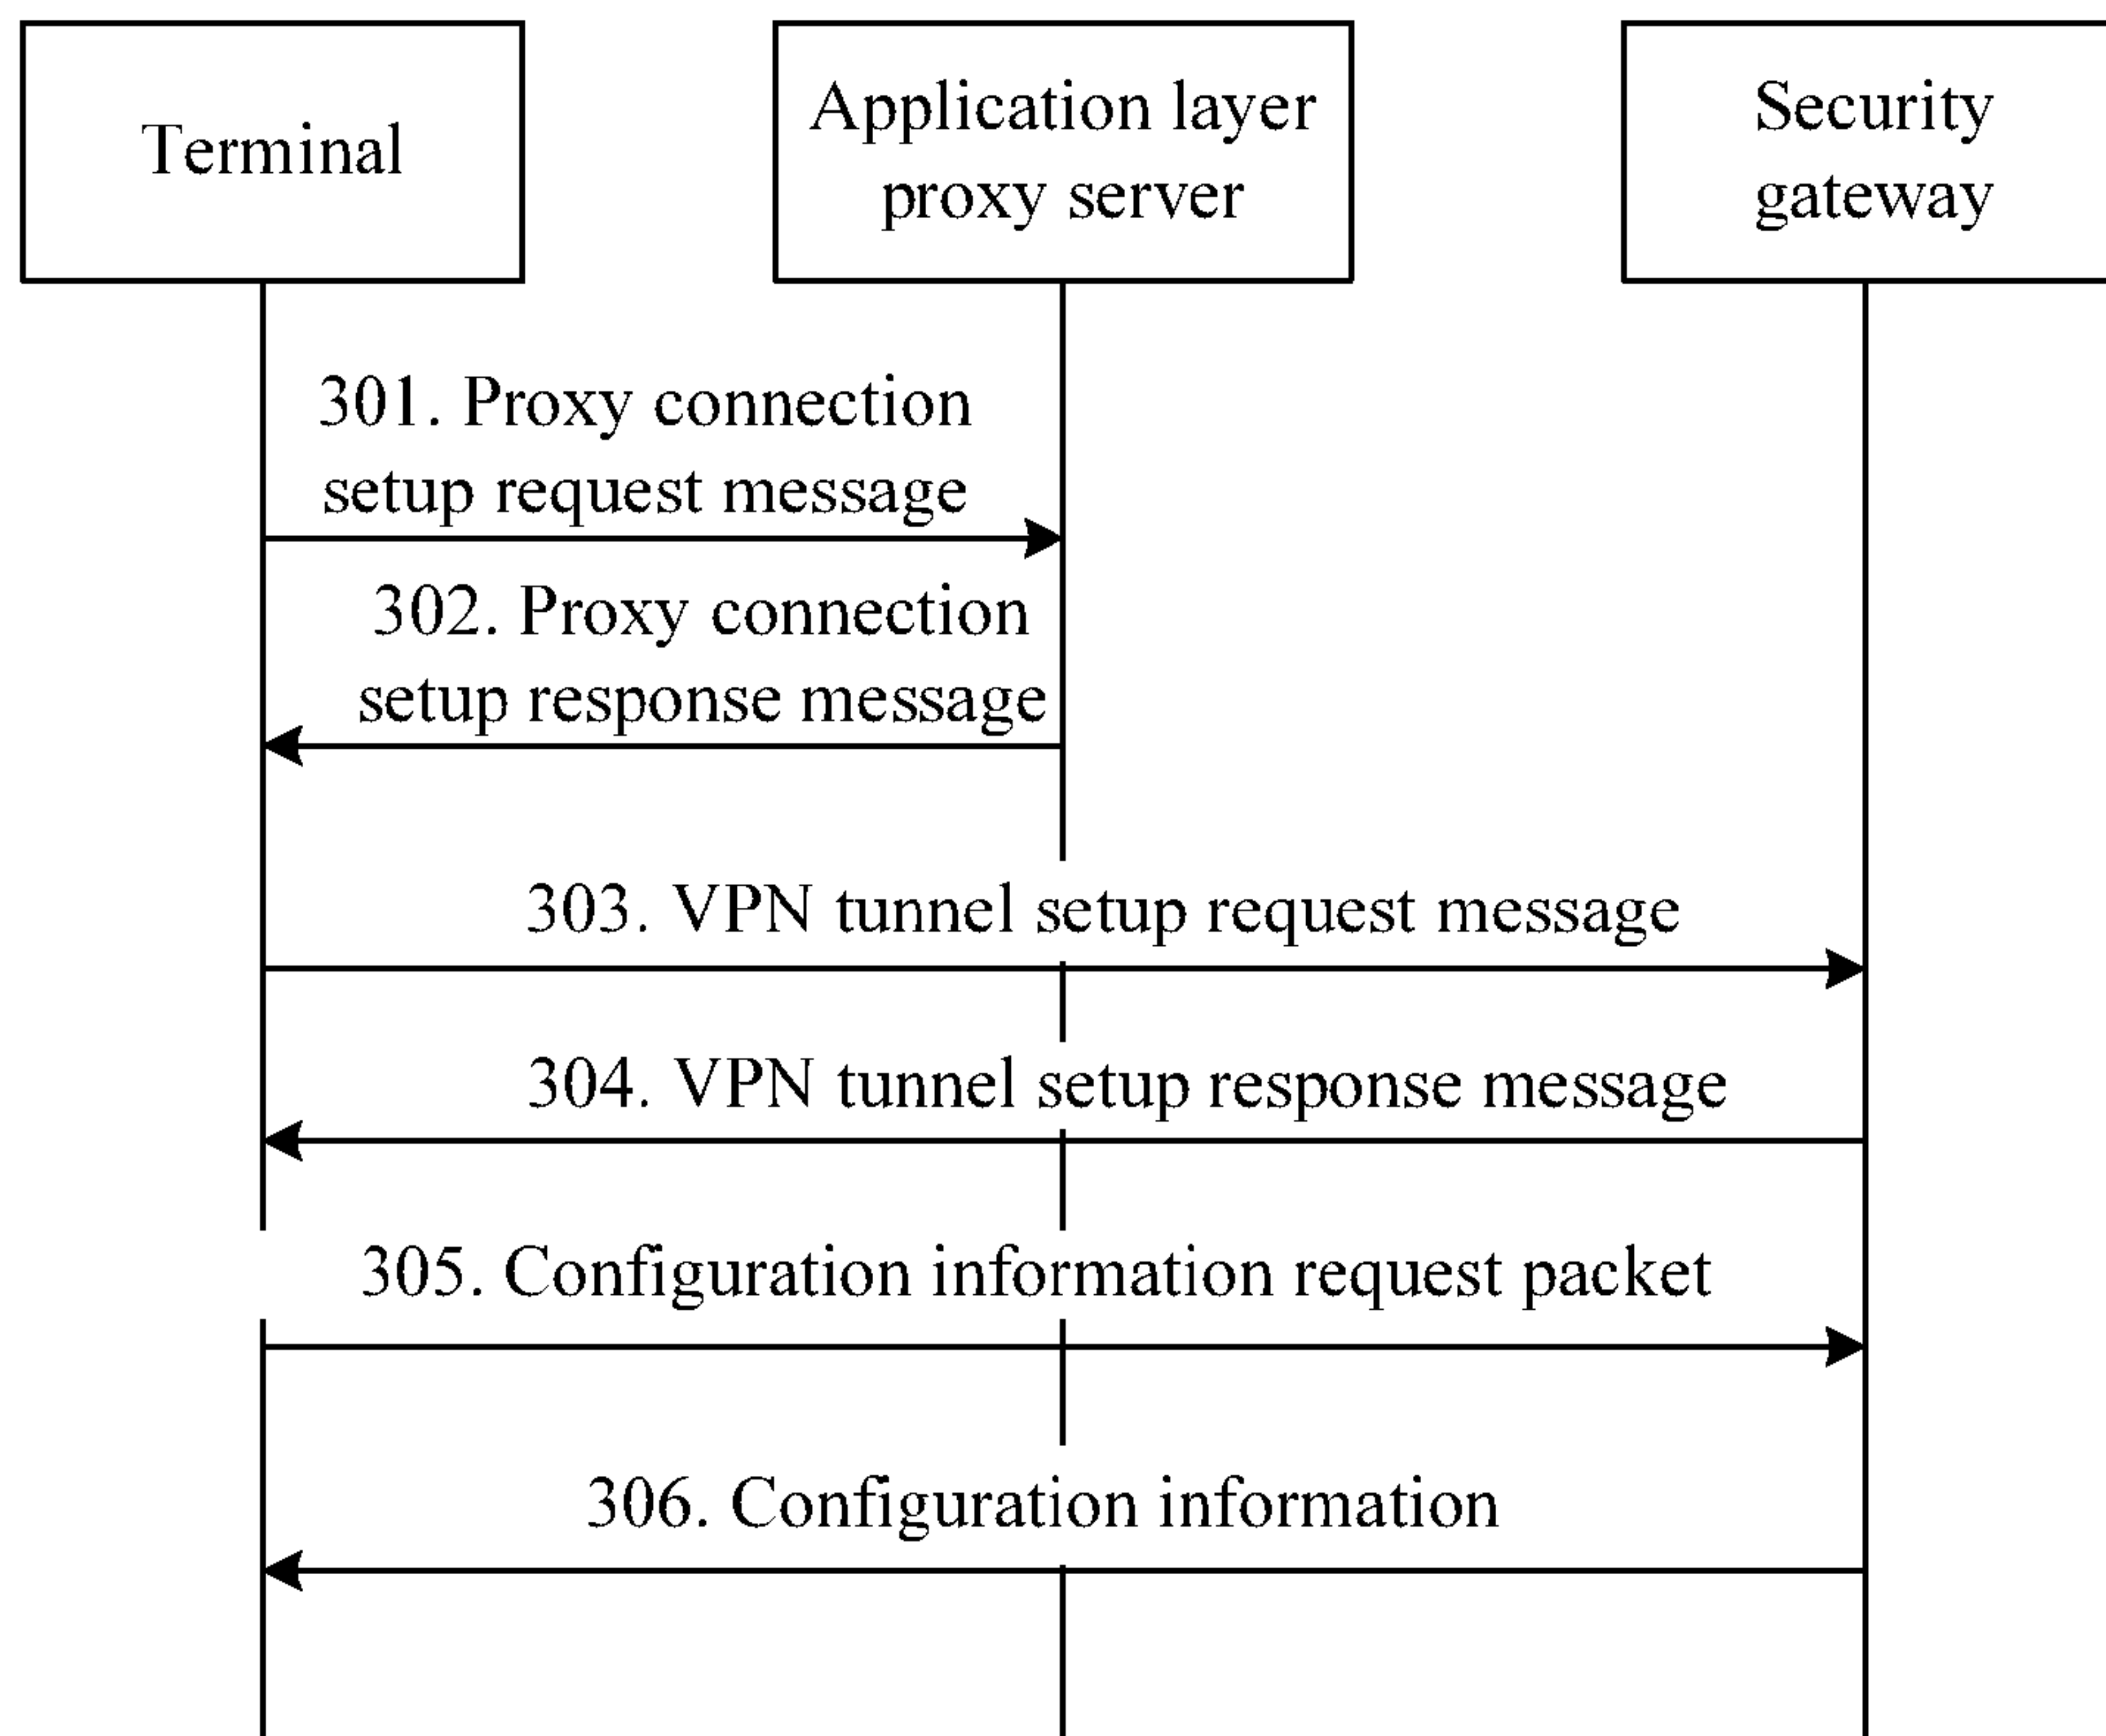 Terminal
Application layer
proxy server
Security
gateway
301. Proxy connection
setup request message
302. Proxy connection
setup response message
303. VPN tunnel setup request message
304. VPN tunnel setup response message
305. Configuration information request packet
306. Configuration information